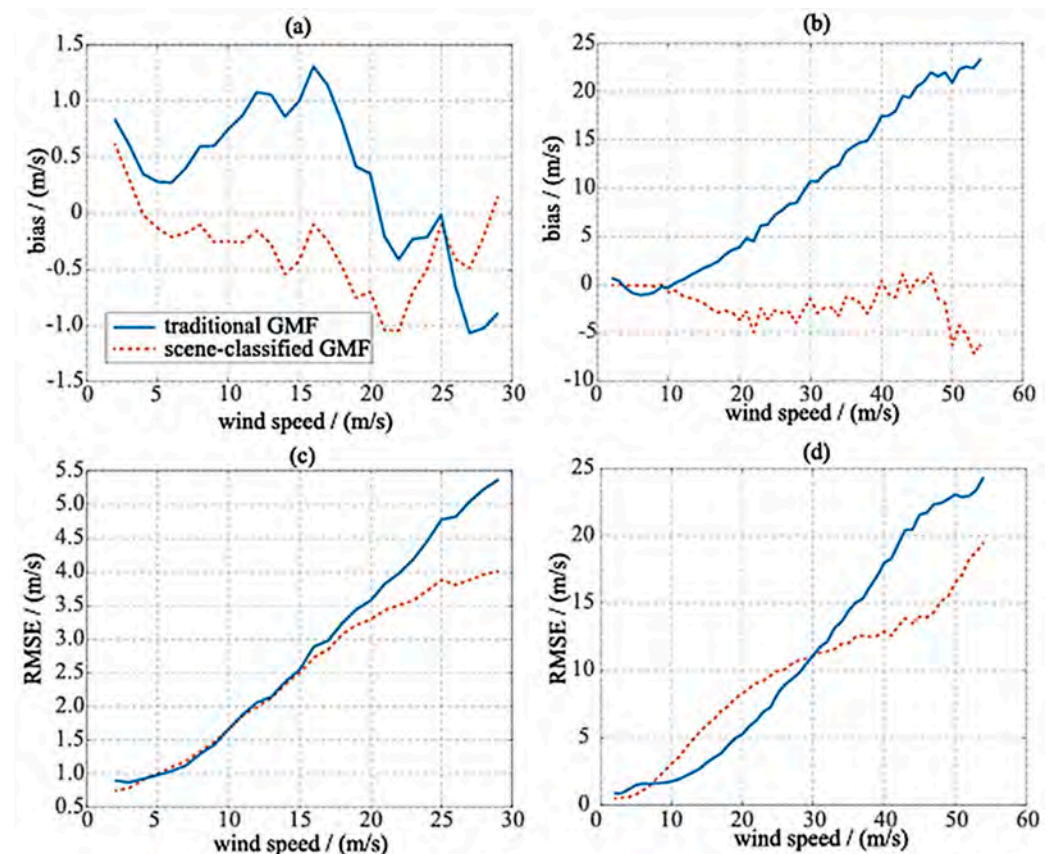 (a)
1.5
1.0
0.5
0
-0.5
-1.0
-1.5
bias / (m/s)
traditional GMF
scene-classified GMF
0 5 10 15 20 25 30
wind speed / (m/s)
(b)
25
20
15
10
5
0
-5
-10
bias / (m/s)
0 10 20 30 40 50 60
wind speed / (m/s)
(c)
5.5
5.0
4.5
4.0
3.5
3.0
2.5
2.0
1.5
1.0
0.5
RMSE / (m/s)
0 5 10 15 20 25 30
wind speed / (m/s)
(d)
25
20
15
10
5
0
RMSE / (m/s)
0 10 20 30 40 50 60
wind speed / (m/s)